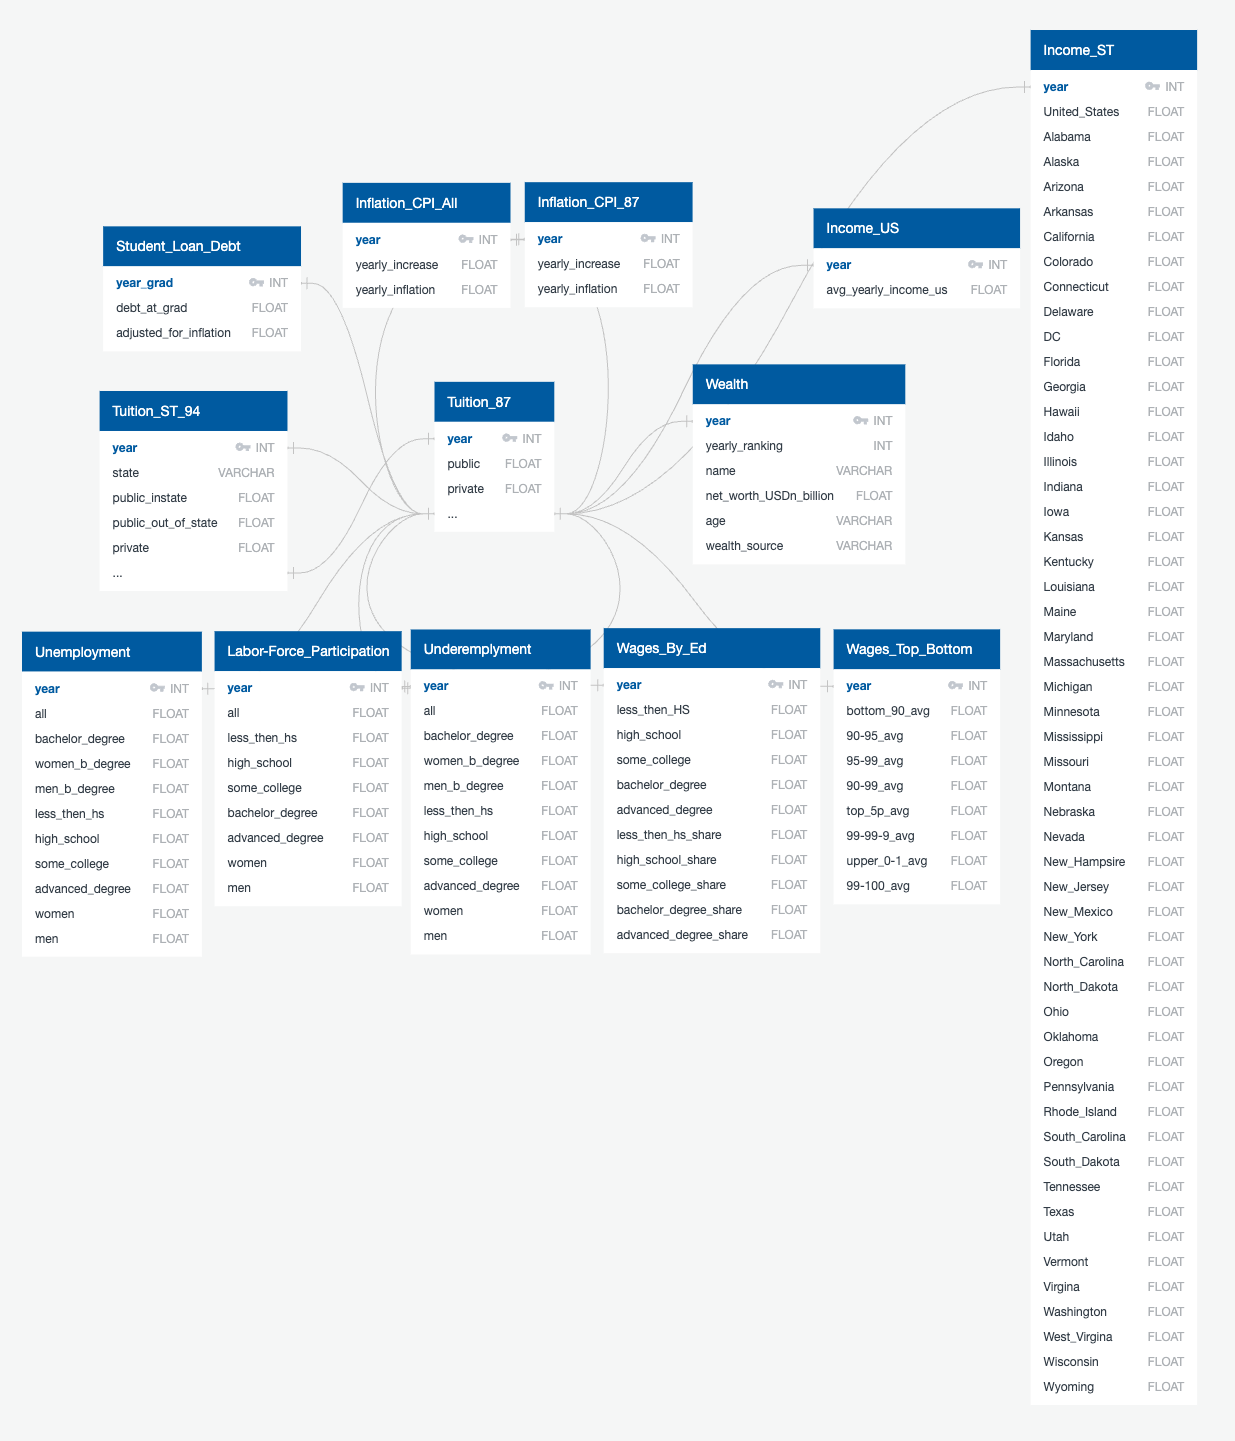 Income_ST
year INT
United_States FLOAT
Alabama FLOAT
Alaska FLOAT
Arizona FLOAT
Arkansas FLOAT
California FLOAT
Colorado FLOAT
Connecticut FLOAT
Delaware FLOAT
DC FLOAT
Florida FLOAT
Georgia FLOAT
Hawaii FLOAT
Idaho FLOAT
Illinois FLOAT
Indiana FLOAT
Iowa FLOAT
Kansas FLOAT
Kentucky FLOAT
Louisiana FLOAT
Maine FLOAT
Maryland FLOAT
Massachusetts FLOAT
Michigan FLOAT
Minnesota FLOAT
Mississippi FLOAT
Missouri FLOAT
Montana FLOAT
Nebraska FLOAT
Nevada FLOAT
New_Hampsire FLOAT
New_Jersey FLOAT
New_Mexico FLOAT
New_York FLOAT
North_Carolina FLOAT
North_Dakota FLOAT
Ohio FLOAT
Oklahoma FLOAT
Oregon FLOAT
Pennsylvania FLOAT
Rhode_Island FLOAT
South_Carolina FLOAT
South_Dakota FLOAT
Tennessee FLOAT
Texas FLOAT
Utah FLOAT
Vermont FLOAT
Virgina FLOAT
Washington FLOAT
West_Virgina FLOAT
Wisconsin FLOAT
Wyoming FLOAT
Inflation_CPI_All
year INT
yearly_increase FLOAT
yearly_inflation FLOAT
Inflation_CPI_87
year INT
yearly_increase FLOAT
yearly_inflation FLOAT
Income_US
year INT
avg_yearly_income_us FLOAT
Student_Loan_Debt
year_grad INT
debt_at_grad FLOAT
adjusted_for_inflation FLOAT
Wealth
year INT
yearly_ranking INT
name VARCHAR
net_worth_USDn_billion FLOAT
age VARCHAR
wealth_source VARCHAR
Tuition_87
year INT
public FLOAT
private FLOAT
...
Tuition_ST_94
year INT
state VARCHAR
public_instate FLOAT
public_out_of_state FLOAT
private FLOAT
...
Unemployment
year INT
all FLOAT
bachelor_degree FLOAT
women_b_degree FLOAT
men_b_degree FLOAT
less_then_hs FLOAT
high_school FLOAT
some_college FLOAT
advanced_degree FLOAT
women FLOAT
men FLOAT
Labor-Force_Participation
year INT
all FLOAT
less_then_hs FLOAT
high_school FLOAT
some_college FLOAT
bachelor_degree FLOAT
advanced_degree FLOAT
women FLOAT
men FLOAT
Underemplyment
year INT
all FLOAT
bachelor_degree FLOAT
women_b_degree FLOAT
men_b_degree FLOAT
less_then_hs FLOAT
high_school FLOAT
some_college FLOAT
advanced_degree FLOAT
women FLOAT
men FLOAT
Wages_By_Ed
year INT
less_then_HS FLOAT
high_school FLOAT
some_college FLOAT
bachelor_degree FLOAT
advanced_degree FLOAT
less_then_hs_share FLOAT
high_school_share FLOAT
some_college_share FLOAT
bachelor_degree_share FLOAT
advanced_degree_share FLOAT
Wages_Top_Bottom
year INT
bottom_90_avg FLOAT
90-95_avg FLOAT
95-99_avg FLOAT
90-99_avg FLOAT
top_5p_avg FLOAT
99-99-9_avg FLOAT
upper_0-1_avg FLOAT
99-100_avg FLOAT